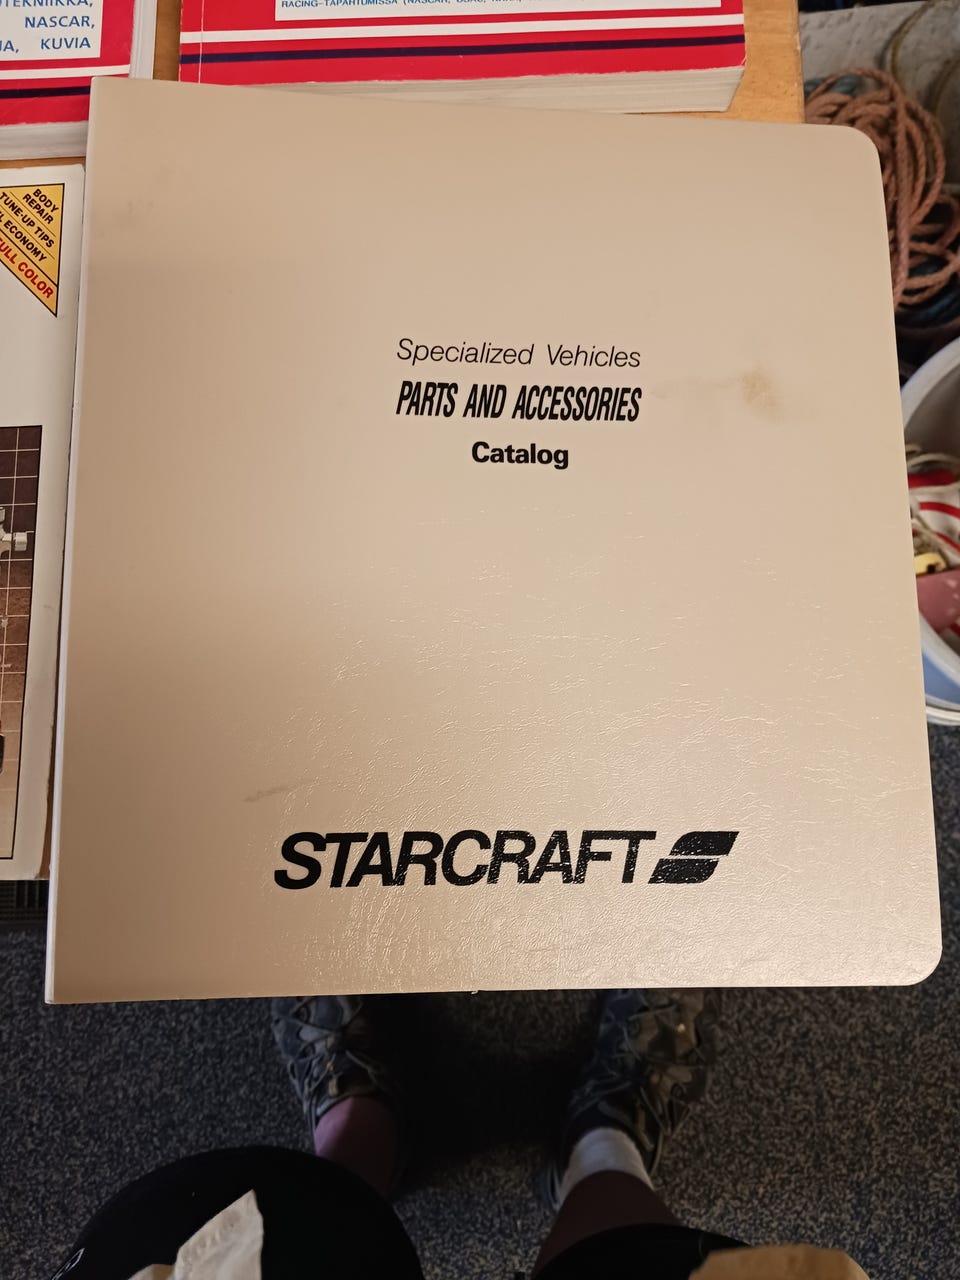 TEKNIIKKA,
NASCAR,
KUVIA
RACING-TAPAHTUMISSA (NASCAR,
BODY
REPAIR
TUNE-UP TIPS
ECONOMY
FULL COLOR
Specialized Vehicles
PARTS AND ACCESSORIES
Catalog
STARCRAFT